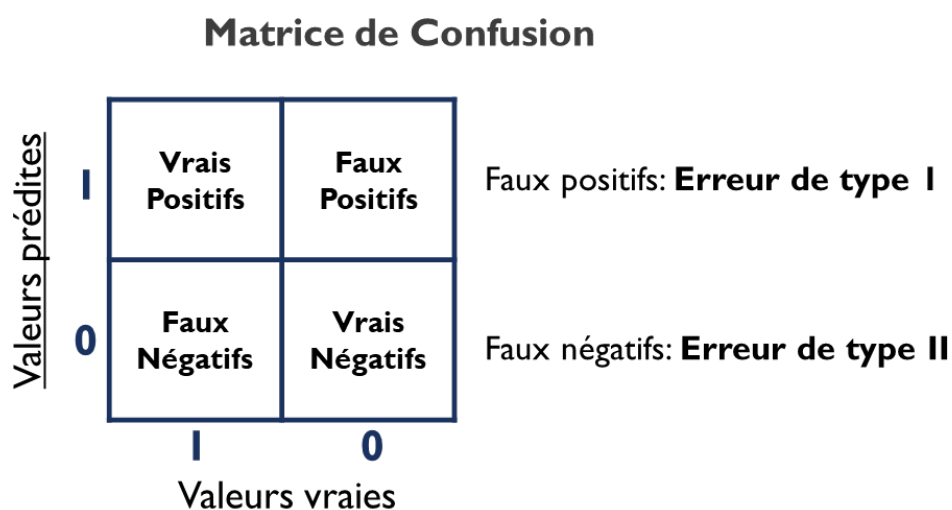 Matrice de Confusion
Valeurs prédites
1
Vrais
Positifs
Faux
Positifs
Faux positifs: Erreur de type 1
0
Faux
Négatifs
Vrais
Négatifs
Faux négatifs: Erreur de type II
1
0
Valeurs vraies